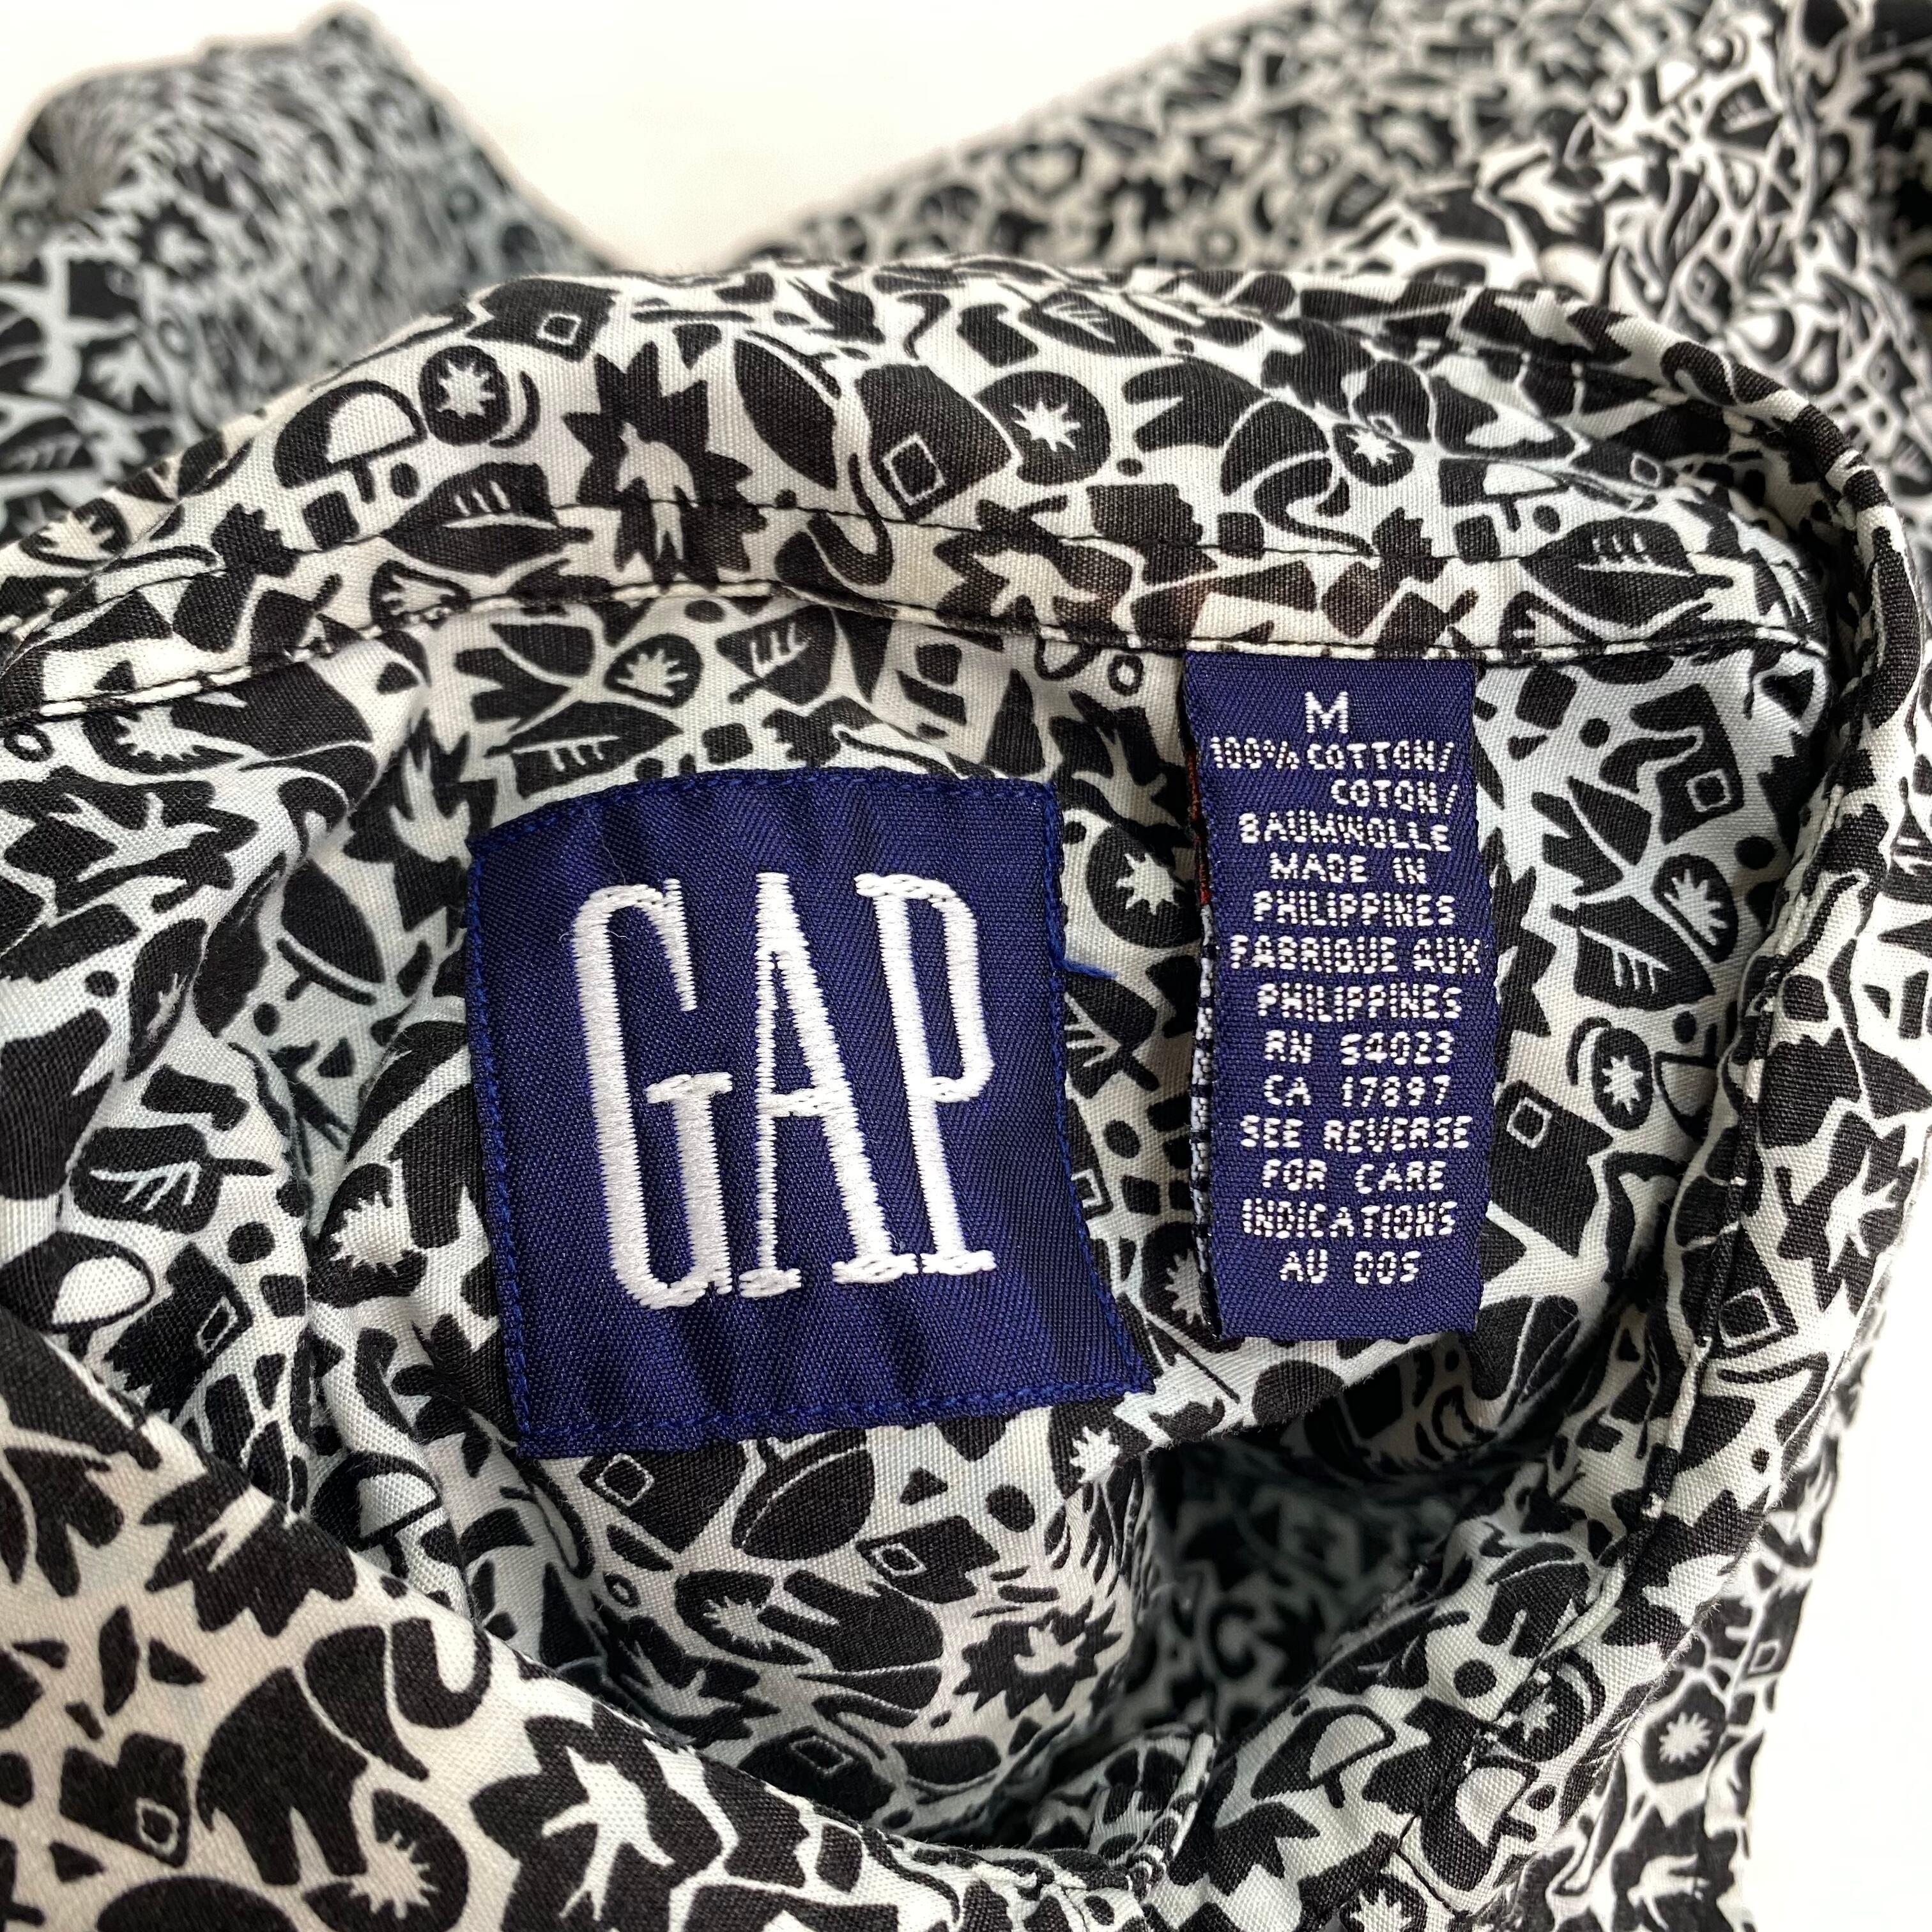 GAP
M
100% COTTON/
COTON/
BAUMWOLLE
MADE IN
PHILIPPINES
FABRIQUE AUX
PHILIPPINES
RN 54023
CA 17897
SEE REVERSE
FOR CARE
INDICATIONS
AU 005